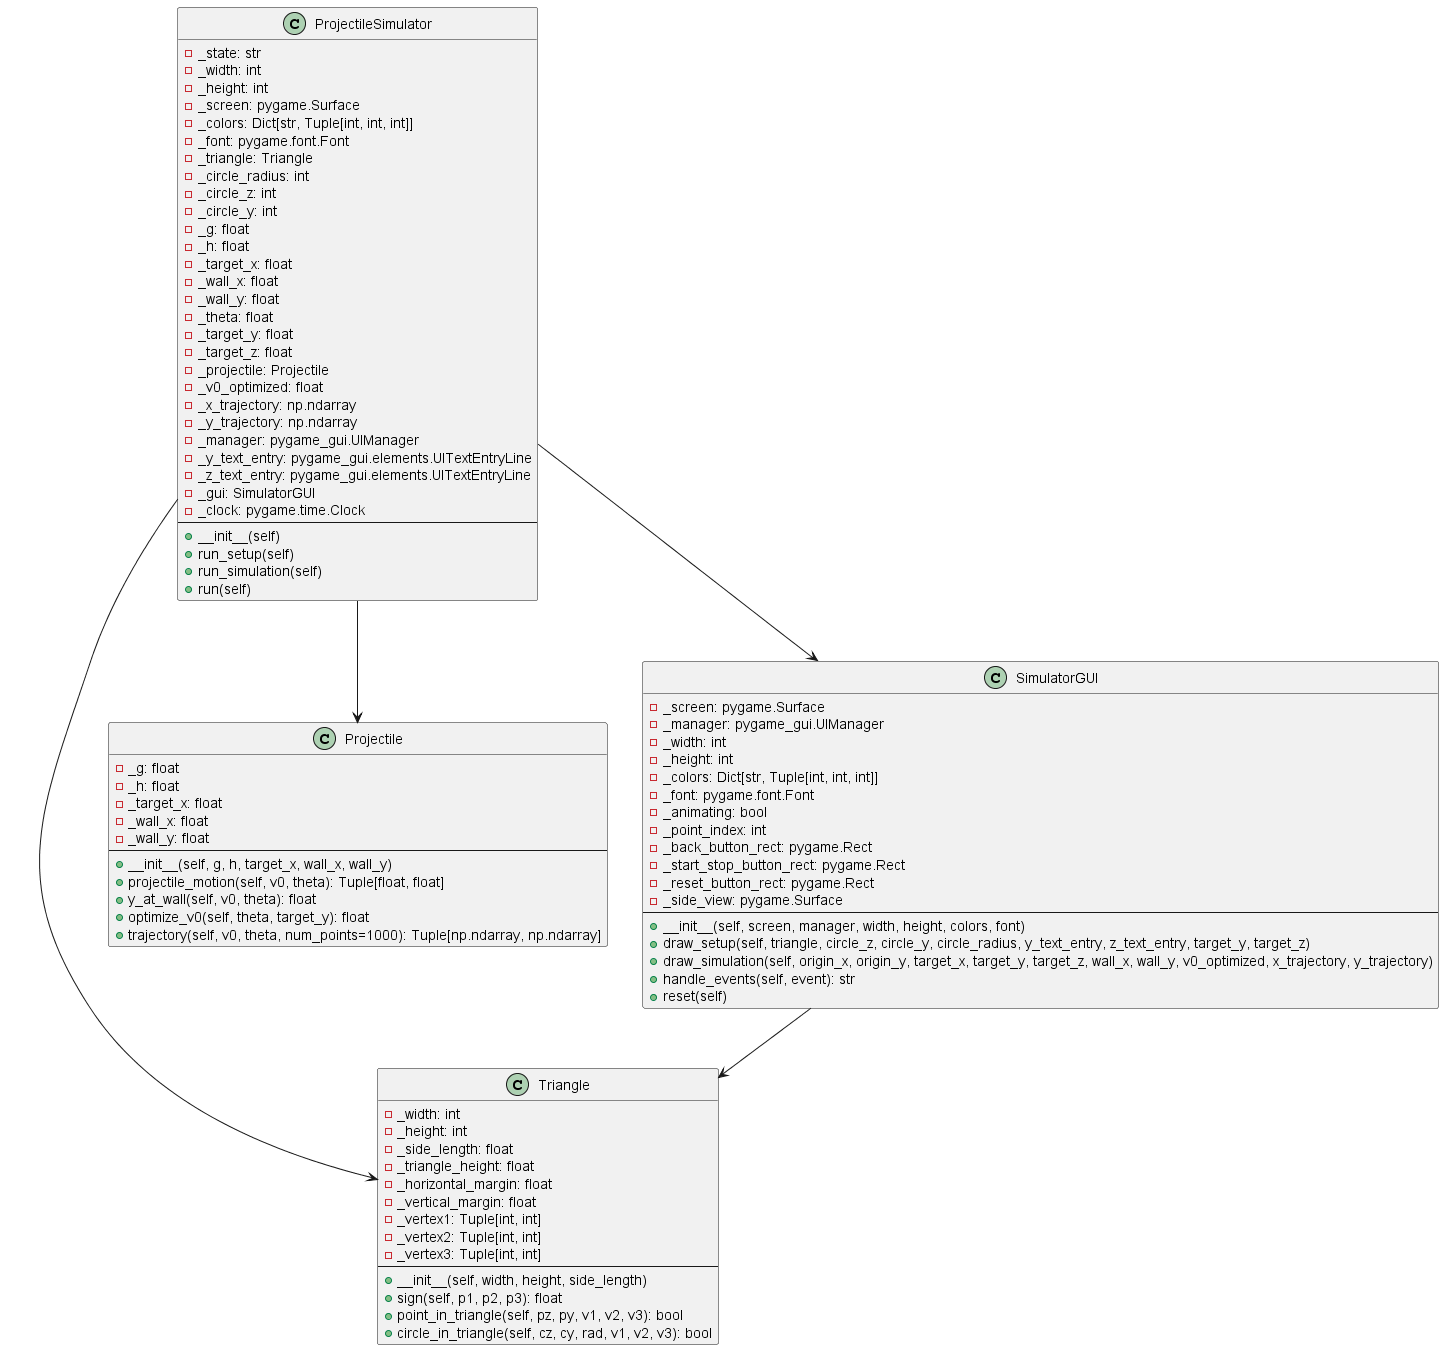 C ProjectileSimulator
_state: str
_width: int
_height: int
_screen: pygame.Surface
_colors: Dict[str, Tuple[int, int, int]]
_font: pygame.font.Font
_triangle: Triangle
_circle_radius: int
_circle_z: int
_circle_y: int
_g: float
_h: float
_target_x: float
_wall_x: float
_wall_y: float
_theta: float
_target_y: float
_target_z: float
_projectile: Projectile
_v0_optimized: float
_x_trajectory: np.ndarray
_y_trajectory: np.ndarray
_manager: pygame_gui.UIManager
_y_text_entry: pygame_gui.elements.UITextEntryLine
_z_text_entry: pygame_gui.elements.UITextEntryLine
_gui: SimulatorGUI
_clock: pygame.time.Clock
__init__(self)
run_setup(self)
run_simulation(self)
run(self)
C Projectile
_g: float
_h: float
_target_x: float
_wall_x: float
_wall_y: float
__init__(self, g, h, target_x, wall_x, wall_y)
projectile_motion(self, v0, theta): Tuple[float, float]
y_at_wall(self, v0, theta): float
optimize_v0(self, theta, target_y): float
trajectory(self, v0, theta, num_points=1000): Tuple[np.ndarray, np.ndarray]
C SimulatorGUI
_screen: pygame.Surface
_manager: pygame_gui.UIManager
_width: int
_height: int
_colors: Dict[str, Tuple[int, int, int]]
_font: pygame.font.Font
_animating: bool
_point_index: int
_back_button_rect: pygame.Rect
_start_stop_button_rect: pygame.Rect
_reset_button_rect: pygame.Rect
_side_view: pygame.Surface
__init__(self, screen, manager, width, height, colors, font)
draw_setup(self, triangle, circle_z, circle_y, circle_radius, y_text_entry, z_text_entry, target_y, target_z)
draw_simulation(self, origin_x, origin_y, target_x, target_y, target_z, wall_x, wall_y, v0_optimized, x_trajectory, y_trajectory)
handle_events(self, event): str
reset(self)
C Triangle
_width: int
_height: int
_side_length: float
_triangle_height: float
_horizontal_margin: float
_vertical_margin: float
_vertex1: Tuple[int, int]
_vertex2: Tuple[int, int]
_vertex3: Tuple[int, int]
__init__(self, width, height, side_length)
sign(self, p1, p2, p3): float
point_in_triangle(self, pz, py, v1, v2, v3): bool
circle_in_triangle(self, cz, cy, rad, v1, v2, v3): bool